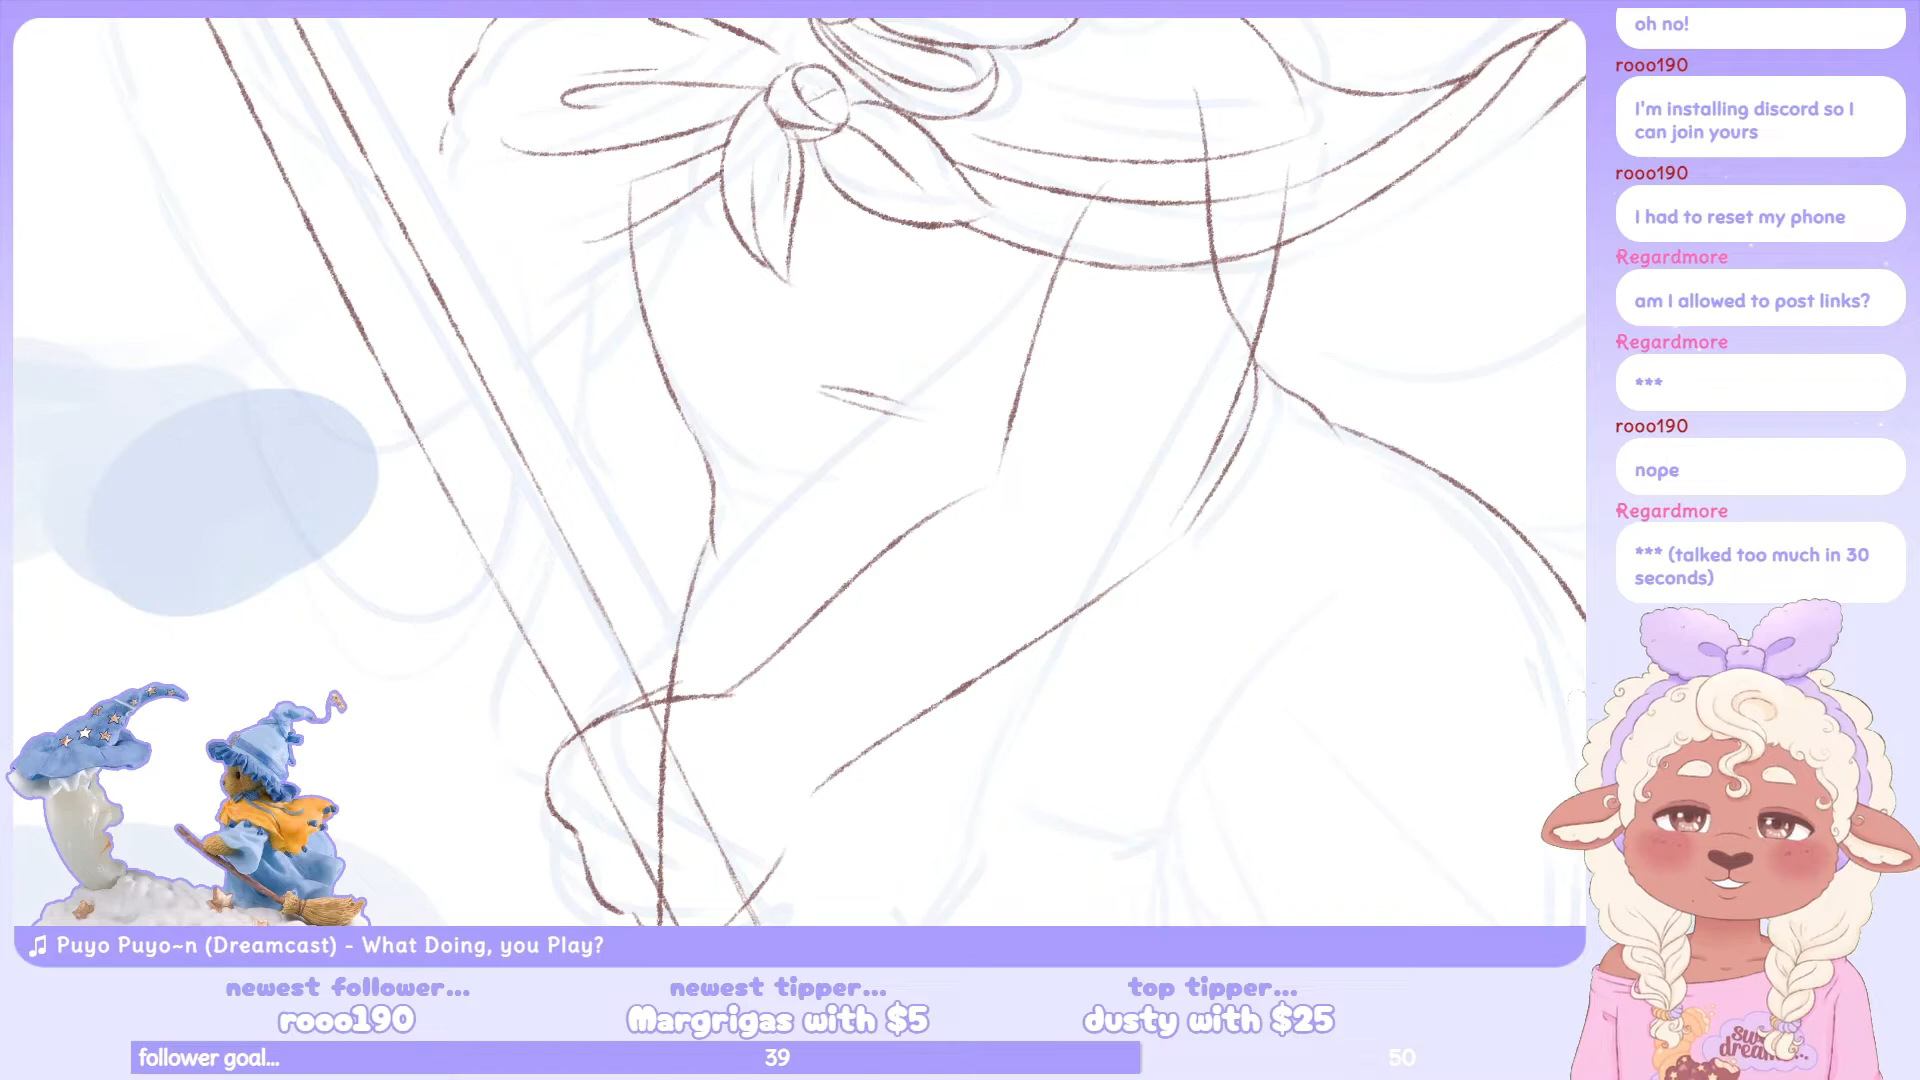 oh no!
rooo190
I'm installing discord so I
can join yours
rooo190
I had to reset my phone
Regardmore
am I allowed to post links?
Regardmore
***
rooo190
nope
Regardmore
*** (talked too much in 30
seconds)
♫ Puyo Puyo~n (Dreamcast) - What Doing, you Play?
newest follower...
rooo190
newest tipper...
Margrigas with $5
top tipper...
dusty with $25
follower goal...
39
50